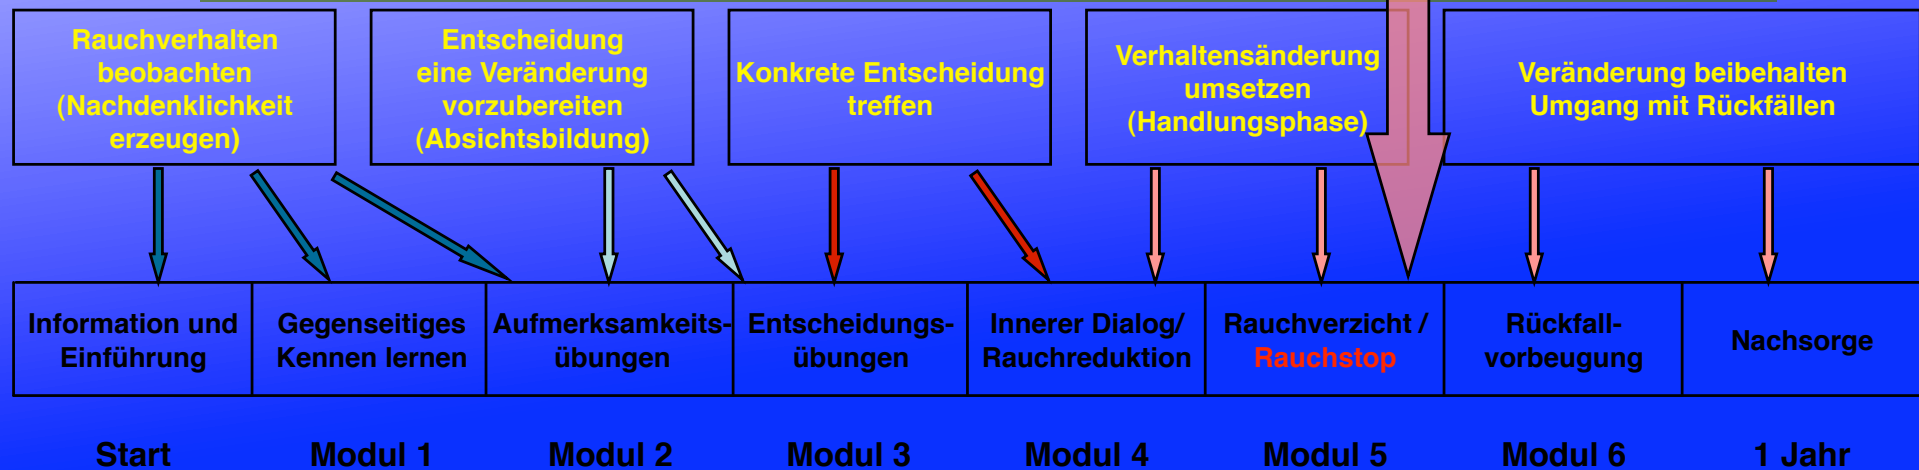 Rauchverhalten
beobachten
(Nachdenklichkeit
erzeugen)
Entscheidung
eine Veränderung
vorzubereiten
(Absichtsbildung)
Konkrete Entscheidung
treffen
Verhaltensänderung
umsetzen
(Handlungsphase)
Veränderung beibehalten
Umgang mit Rückfällen
Information und
Einführung
Gegenseitiges
Kennen lernen
Aufmerksamkeits-
übungen
Entscheidungs-
übungen
Innerer Dialog/
Rauchreduktion
Rauchverzicht /
Rauchstop
Rückfall-
vorbeugung
Nachsorge
Start
Modul 1
Modul 2
Modul 3
Modul 4
Modul 5
Modul 6
1 Jahr